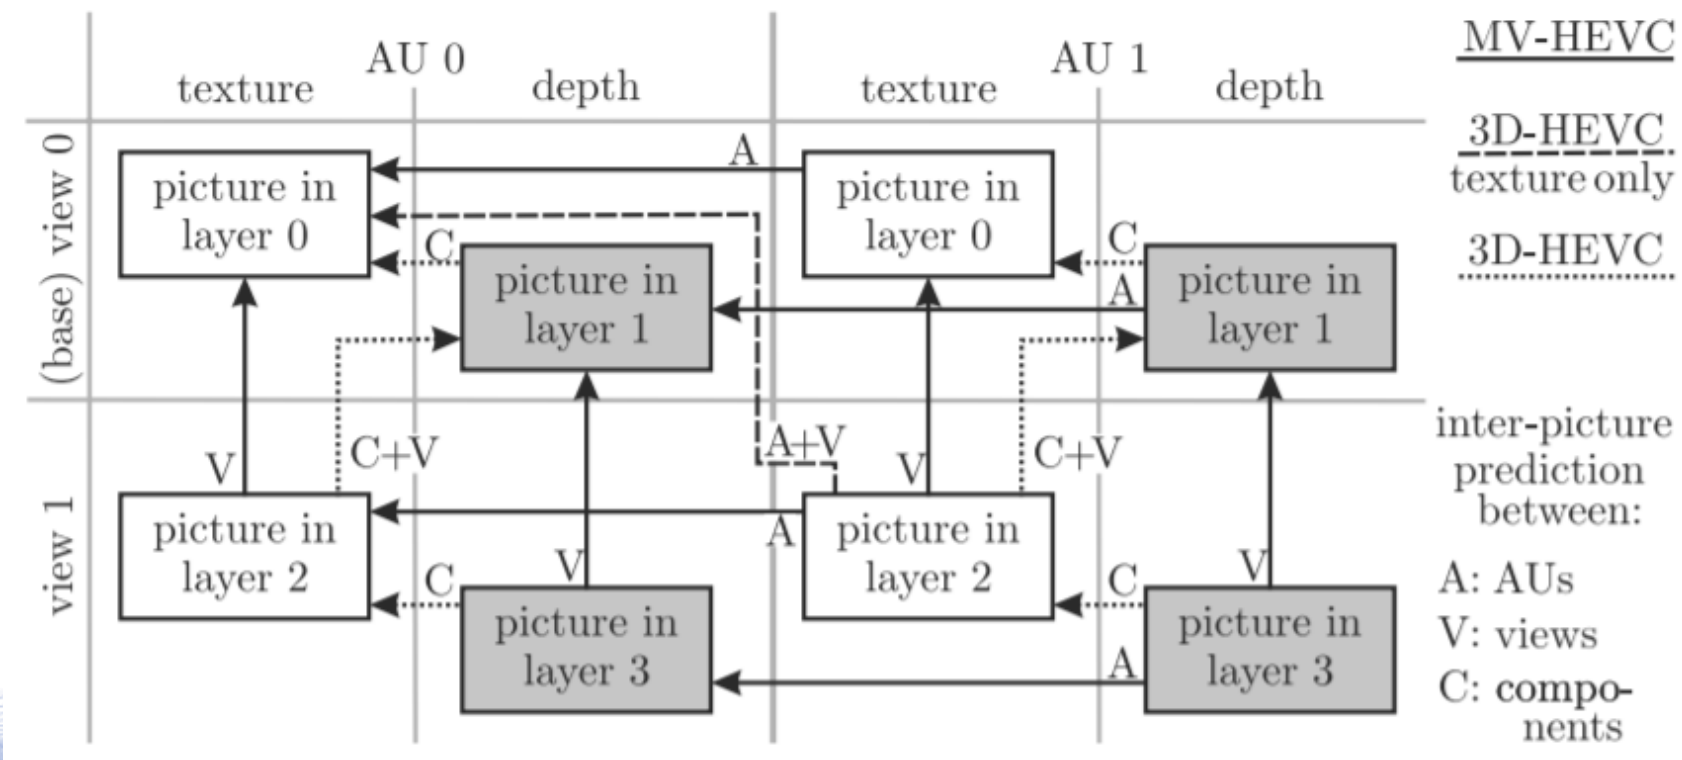 AU 0
AU 1
texture
depth
texture
depth
MV-HEVC
3D-HEVC
texture only
3D-HEVC
(base) view 0
view 1
picture in
layer 0
A
C
picture in
layer 1
picture in
layer 0
C
A
picture in
layer 1
V
C+V
A+V
V
C+V
picture in
layer 2
A
C
V
picture in
layer 3
picture in
layer 2
C
V
A
picture in
layer 3
inter-picture
prediction
between:
A: AUs
V: views
C: compo-
nents